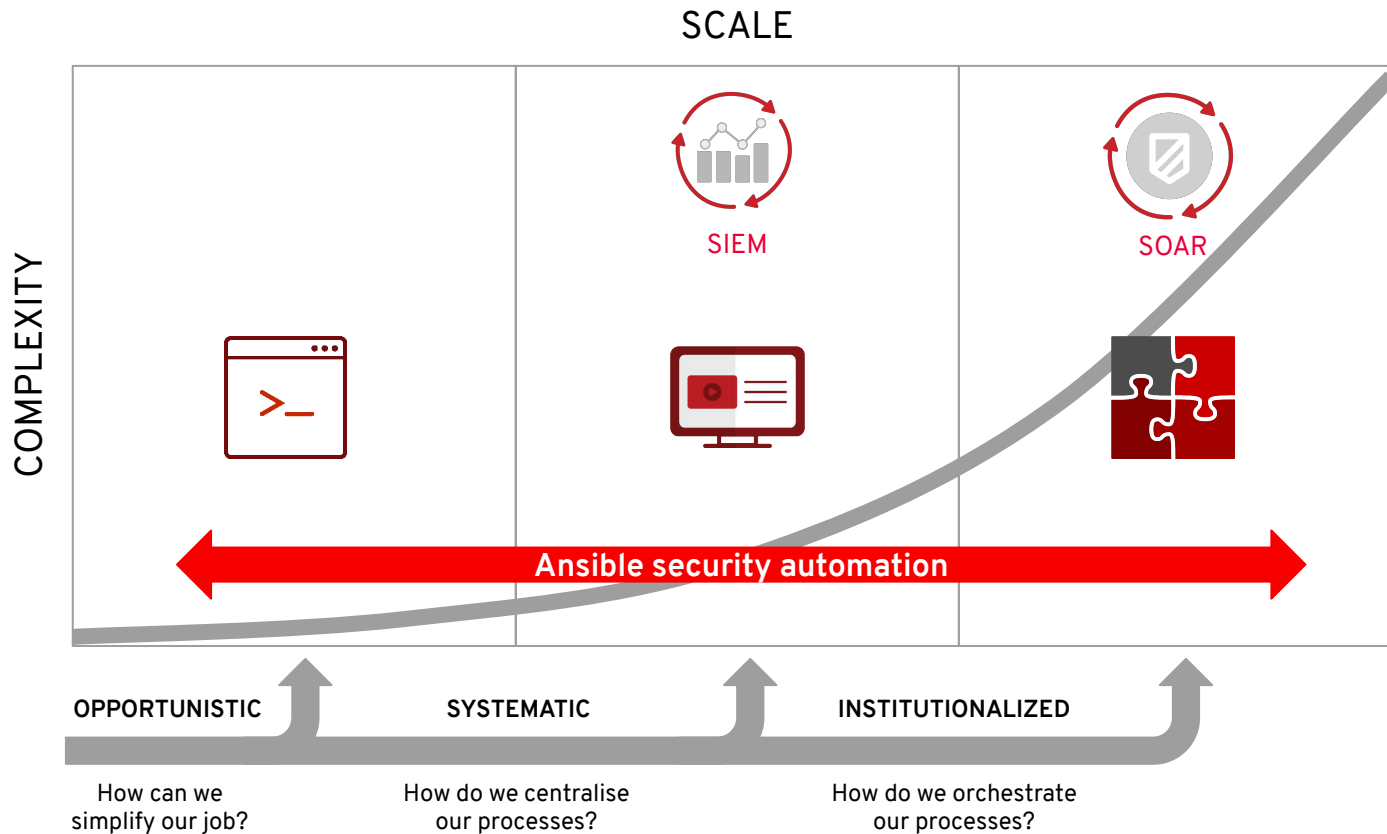 SCALE
COMPLEXITY
SIEM
SOAR
>_
Ansible security automation
OPPORTUNISTIC
SYSTEMATIC
INSTITUTIONALIZED
How can we
simplify our job?
How do we centralise
our processes?
How do we orchestrate
our processes?